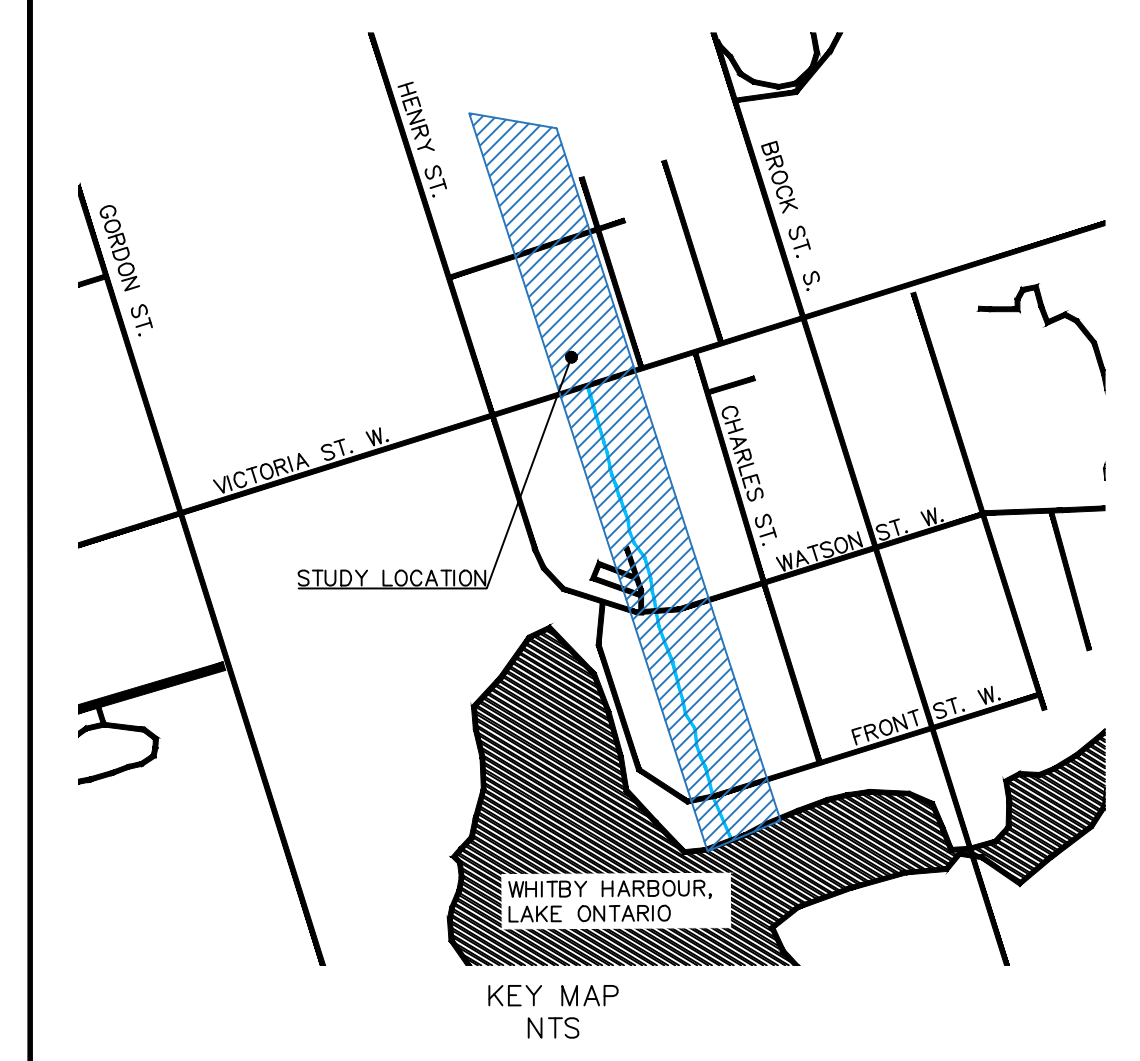 HENRY ST.
BROCK ST. S.
GORDON ST.
VICTORIA ST. W.
CHARLES ST.
WATSON ST. W.
STUDY LOCATION
FRONT ST. W.
WHITBY HARBOUR,
LAKE ONTARIO
KEY MAP
NTS